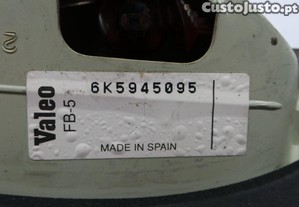 CustoJusto.pt
6K5945095
Valeo
FB-5
MADE IN SPAIN